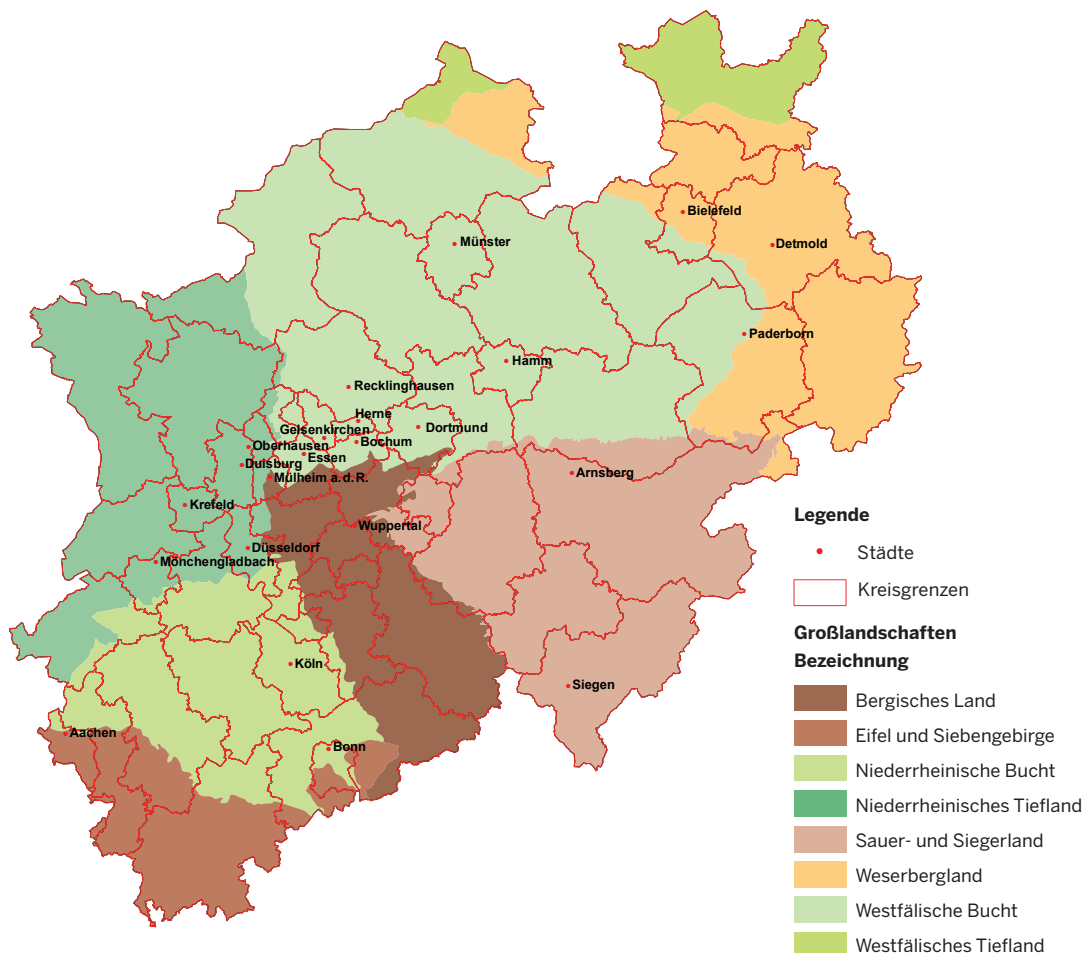 Bielefeld
Münster
Detmold
Paderborn
Hamm
Recklinghausen
Herne
Gelsenkirchen
Dortmund
Bochum
Oberhausen
Essen
Duisburg
Mülheim a.d.R.
Arnsberg
Krefeld
Wuppertal
Düsseldorf
Mönchengladbach
Köln
Siegen
Aachen
Bonn
Legende
Städte
Kreisgrenzen
Großlandschaften
Bezeichnung
Bergisches Land
Eifel und Siebengebirge
Niederrheinische Bucht
Niederrheinisches Tiefland
Sauer- und Siegerland
Weserbergland
Westfälische Bucht
Westfälisches Tiefland